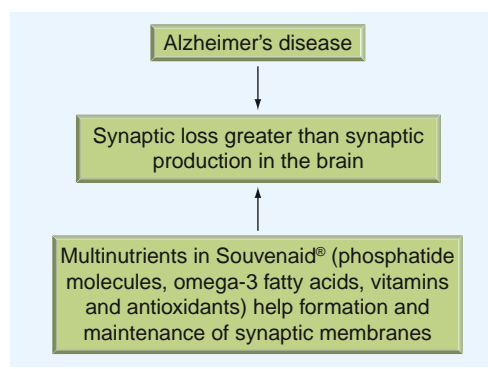 Alzheimer's disease
Synaptic loss greater than synaptic
production in the brain
Multinutrients in Souvenaid® (phosphatide
molecules, omega-3 fatty acids, vitamins
and antioxidants) help formation and
maintenance of synaptic membranes